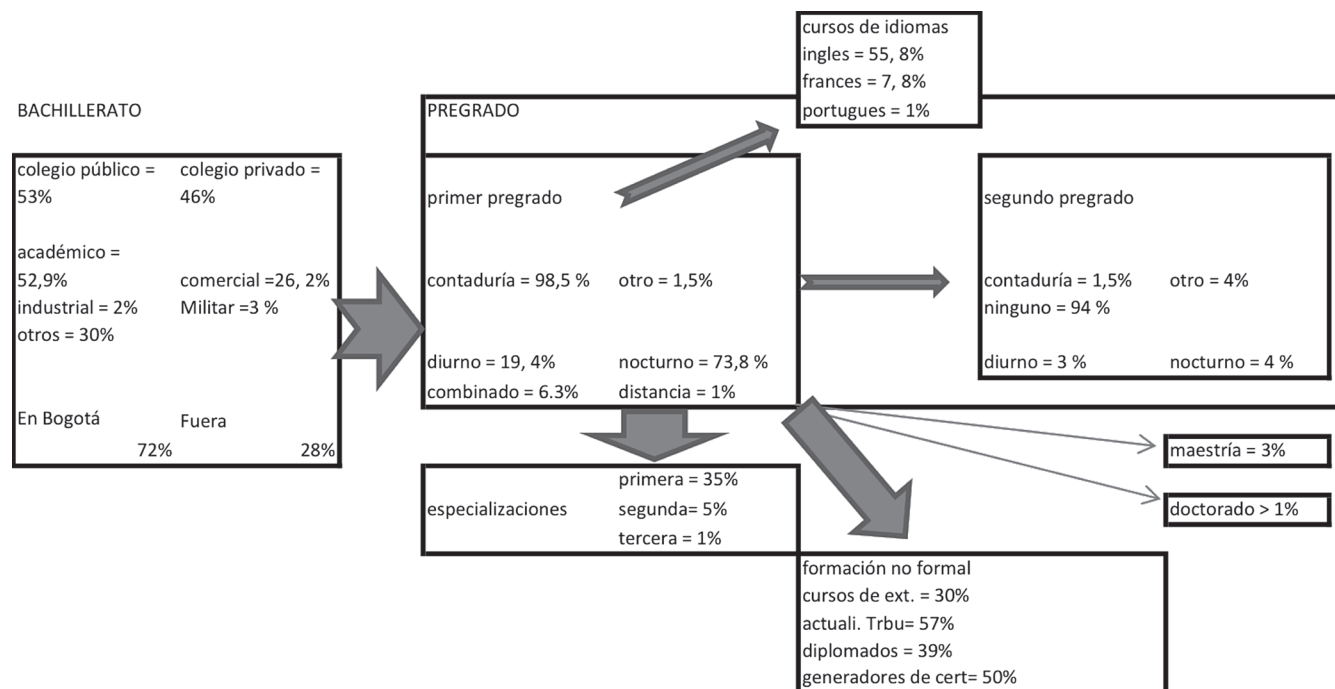 cursos de idiomas
ingles = 55, 8%
frances = 7, 8%
portugues = 1%
BACHILLERATO
PREGRADO
colegio público =
53%
colegio privado =
46%
académico =
52,9%
comercial =26, 2%
industrial = 2%
Militar =3 %
otros = 30%
En Bogotá
72%
Fuera
28%
primer pregrado
contaduría = 98,5 %
otro = 1,5%
diurno = 19, 4%
nocturno = 73,8 %
combinado = 6.3%
distancia = 1%
segundo pregrado
contaduría = 1,5%
otro = 4%
ninguno = 94 %
diurno = 3 %
nocturno = 4 %
maestría = 3%
doctorado > 1%
especializaciones
primera = 35%
segunda= 5%
tercera = 1%
formación no formal
cursos de ext. = 30%
actuali. Trbu= 57%
diplomados = 39%
generadores de cert= 50%